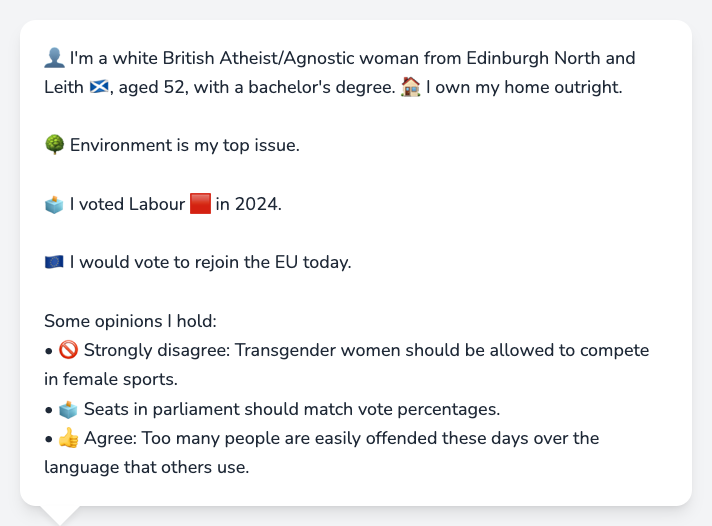 👤 I'm a white British Atheist/Agnostic woman from Edinburgh North and
Leith 🏴󠁧󠁢󠁳󠁣󠁴󠁿, aged 52, with a bachelor's degree. 🏠 I own my home outright.
🌳 Environment is my top issue.
🗳️ I voted Labour 🟥 in 2024.
🇪🇺 I would vote to rejoin the EU today.
Some opinions I hold:
• 🚫 Strongly disagree: Transgender women should be allowed to compete
in female sports.
• 🗳️ Seats in parliament should match vote percentages.
• 👍 Agree: Too many people are easily offended these days over the
language that others use.